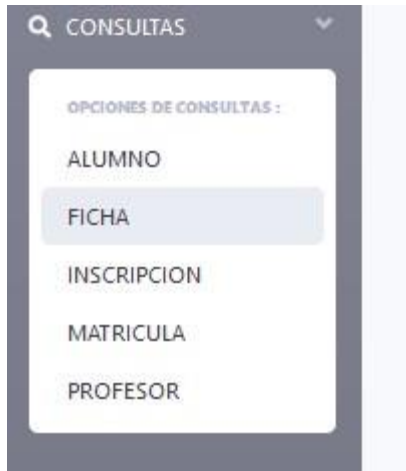 CONSULTAS
OPCIONES DE CONSULTAS :
ALUMNO
FICHA
INSCRIPCION
MATRICULA
PROFESOR